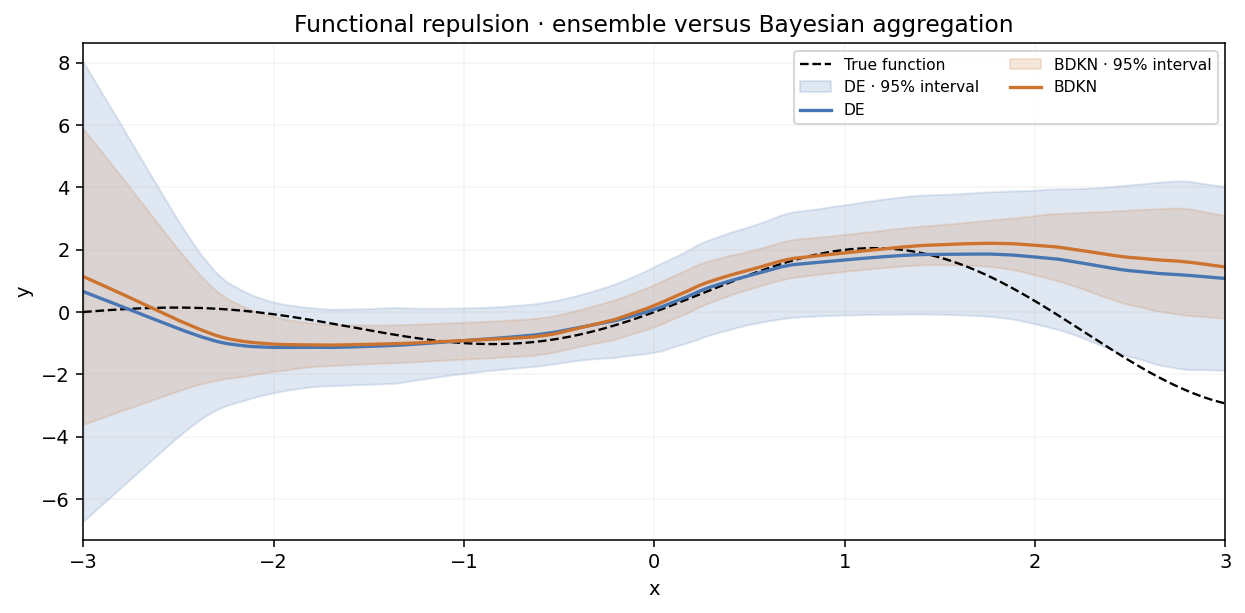 Functional repulsion · ensemble versus Bayesian aggregation
True function
DE · 95% interval
DE
BDKN · 95% interval
BDKN
y
8
6
4
2
0
−2
−4
−6
−3
−2
−1
0
1
2
3
x